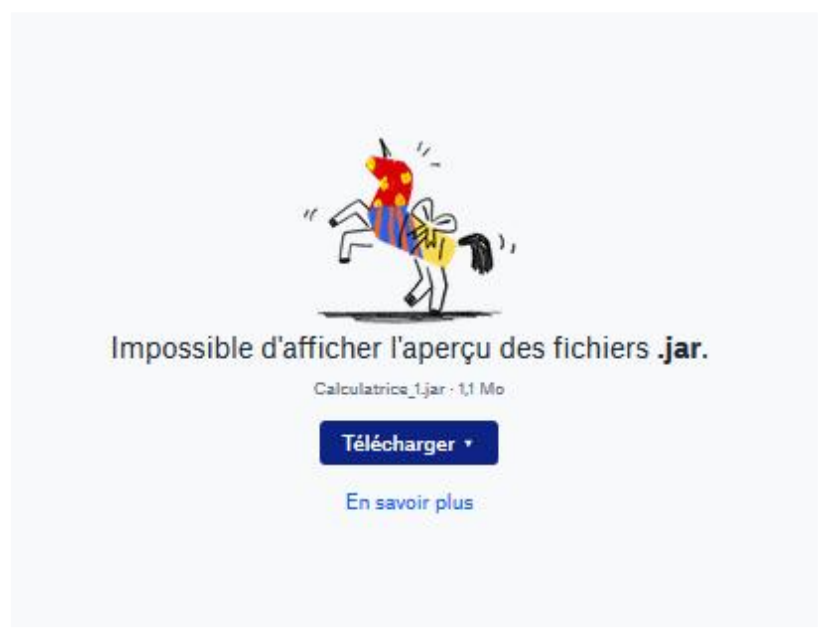 Impossible d'afficher l'aperçu des fichiers .jar.
Calculatrice_1.jar · 1,1 Mo
Télécharger
En savoir plus